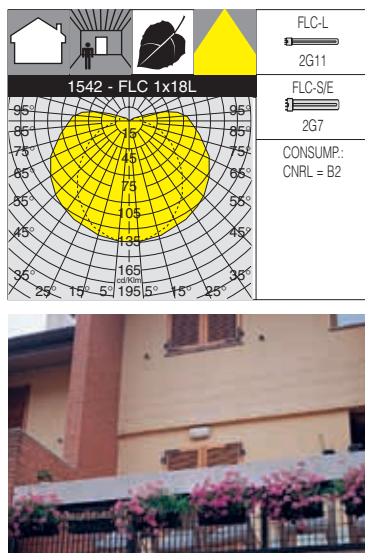 FLC-L
2G11
1542 - FLC 1x18L
FLC-S/E
2G7
CONSUMP.:
CNRL = B2
95° 95°
85° 15 85°
75° 45 75°
65° 75 65°
55° 105 55°
45° 135 45°
35° 165 35°
cd/Klm
25° 15° 5° 195 5° 15° 25°